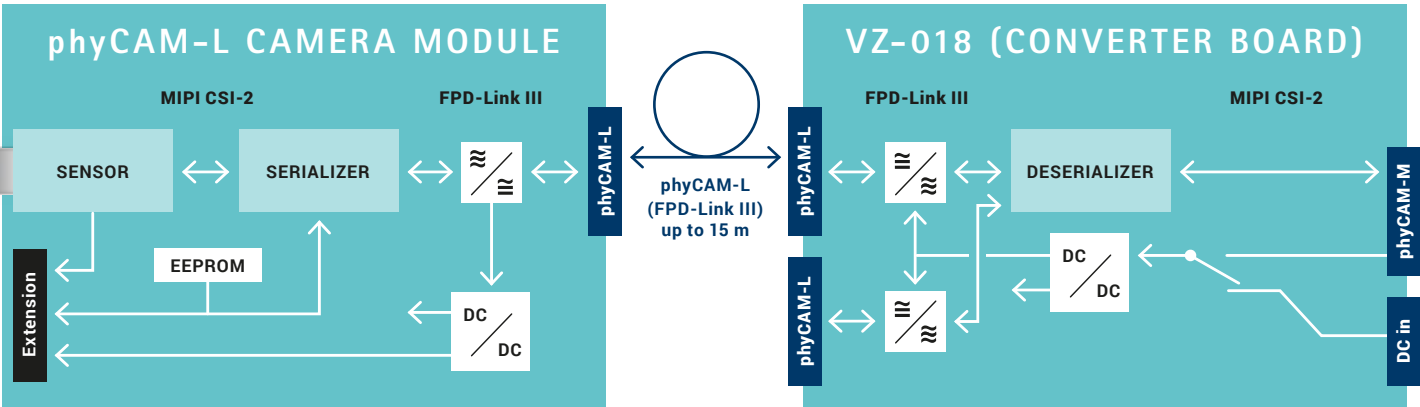 phyCAM-L CAMERA MODULE
MIPI CSI-2
FPD-Link III
SENSOR
SERIALIZER
EEPROM
Extension
DC
DC
phyCAM-L
phyCAM-L
(FPD-Link III)
up to 15 m
VZ-018 (CONVERTER BOARD)
FPD-Link III
MIPI CSI-2
phyCAM-L
phyCAM-L
DESERIALIZER
DC
DC
phyCAM-M
DC in